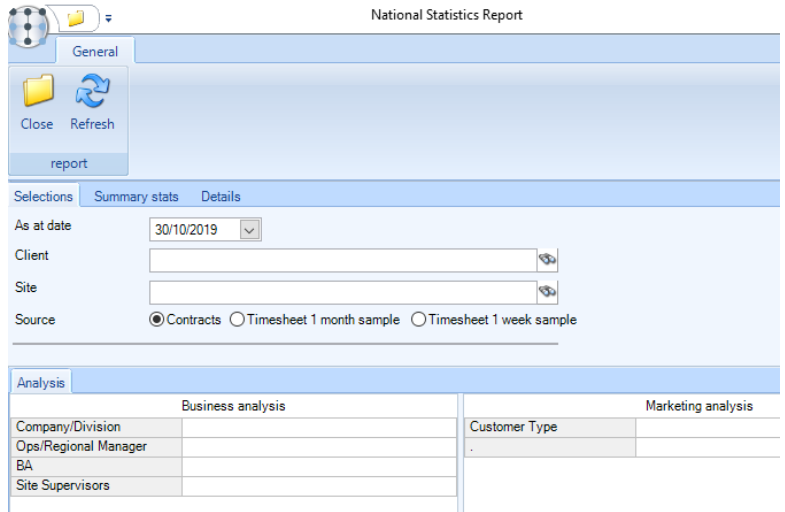 National Statistics Report
General
Close Refresh
report
Selections Summary stats Details
As at date 30/10/2019
Client
Site
Source Contracts Timesheet 1 month sample Timesheet 1 week sample
Analysis
Business analysis Marketing analysis
Company/Division Customer Type
Ops/Regional Manager .
BA
Site Supervisors